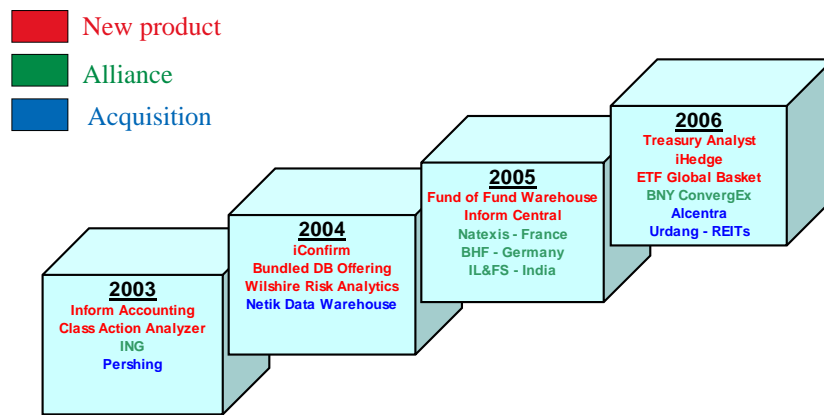 New product
Alliance
Acquisition
2003
Inform Accounting
Class Action Analyzer
ING
Pershing
2004
iConfirm
Bundled DB Offering
Wilshire Risk Analytics
Netik Data Warehouse
2005
Fund of Fund Warehouse
Inform Central
Natexis - France
BHF - Germany
IL&FS - India
2006
Treasury Analyst
iHedge
ETF Global Basket
BNY ConvergEx
Alcentra
Urdang - REITs